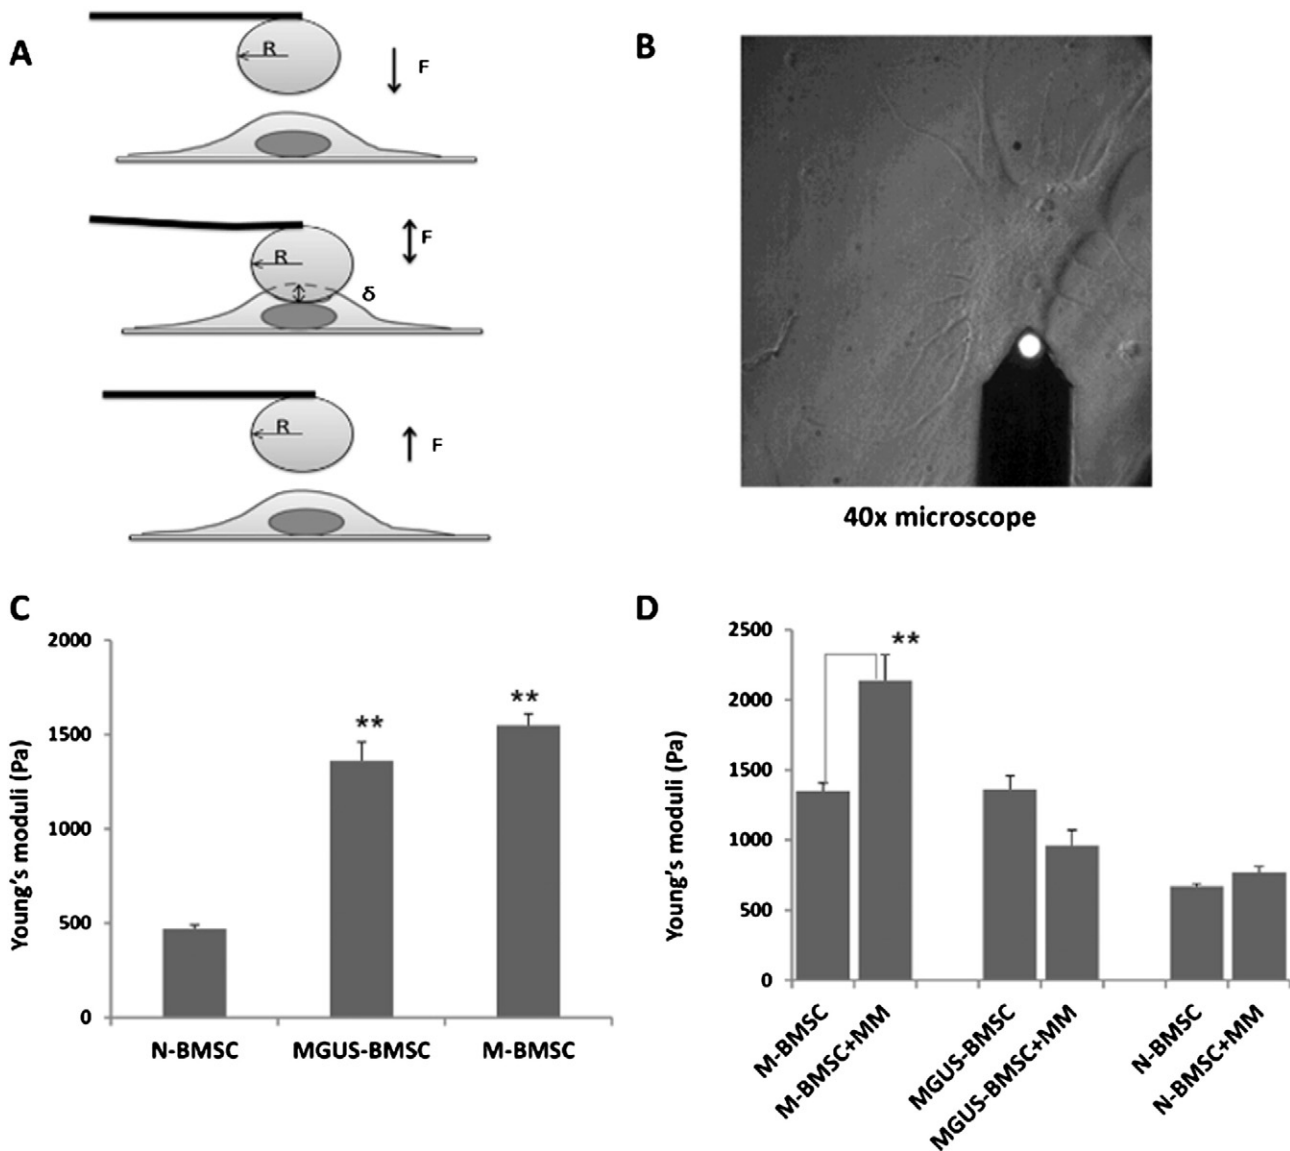 A
R
F
R
F
δ
R
F
B
40x microscope
C
Young's moduli (Pa)
2000
1500
1000
500
0
**
**
N-BMSC
MGUS-BMSC
M-BMSC
D
Young's moduli (Pa)
2500
2000
1500
1000
500
0
**
M-BMSC
M-BMSC+MM
MGUS-BMSC
MGUS-BMSC+MM
N-BMSC
N-BMSC+MM